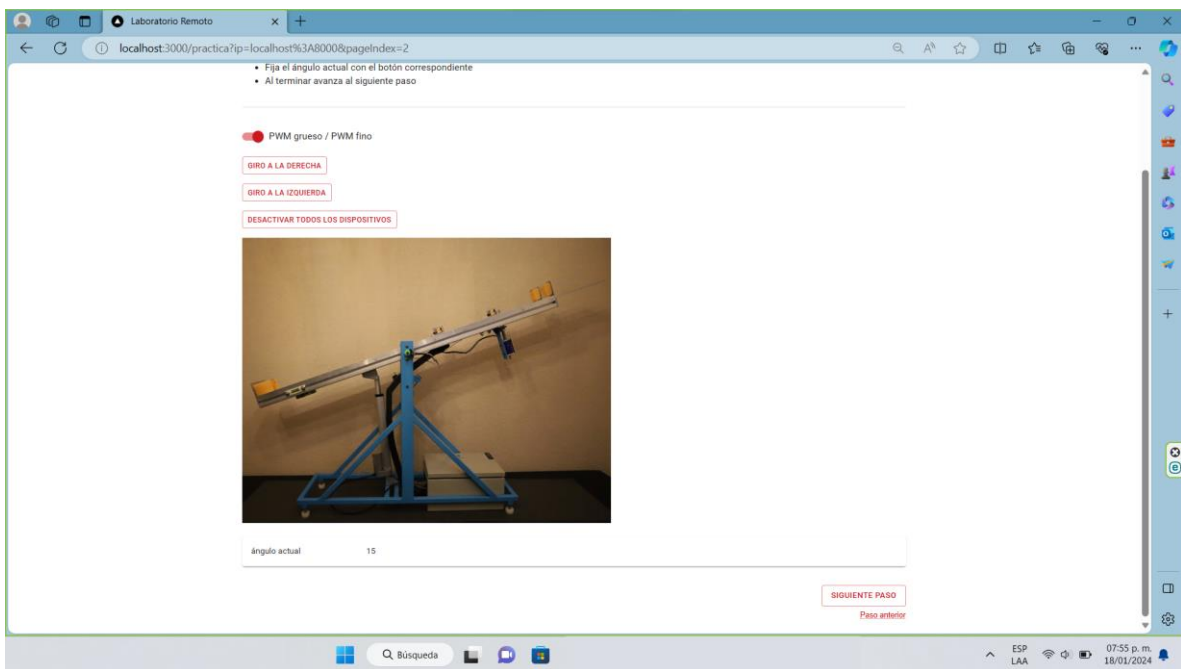 Laboratorio Remoto
localhost:3000/practica?ip=localhost%3A8000&pageIndex=2
Fija el ángulo actual con el botón correspondiente
Al terminar avanza al siguiente paso
PWM grueso / PWM fino
GIRO A LA DERECHA
GIRO A LA IZQUIERDA
DESACTIVAR TODOS LOS DISPOSITIVOS
ángulo actual 15
SIGUIENTE PASO
Paso anterior
Búsqueda
ESP
LAA
07:55 p. m.
18/01/2024